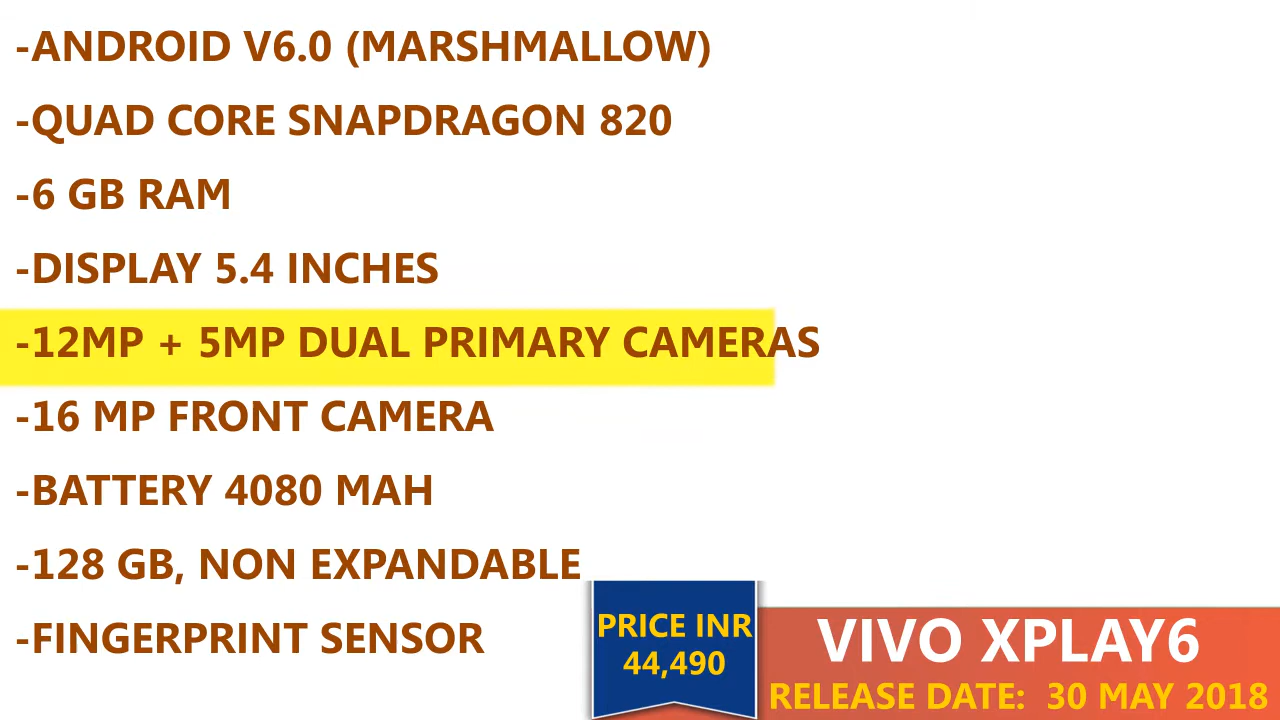 -ANDROID V6.0 (MARSHMALLOW)
-QUAD CORE SNAPDRAGON 820
-6 GB RAM
-DISPLAY 5.4 INCHES
-12MP + 5MP DUAL PRIMARY CAMERAS
-16 MP FRONT CAMERA
-BATTERY 4080 MAH
-128 GB, NON EXPANDABLE
-FINGERPRINT SENSOR
PRICE INR
44,490
VIVO XPLAY6
RELEASE DATE: 30 MAY 2018